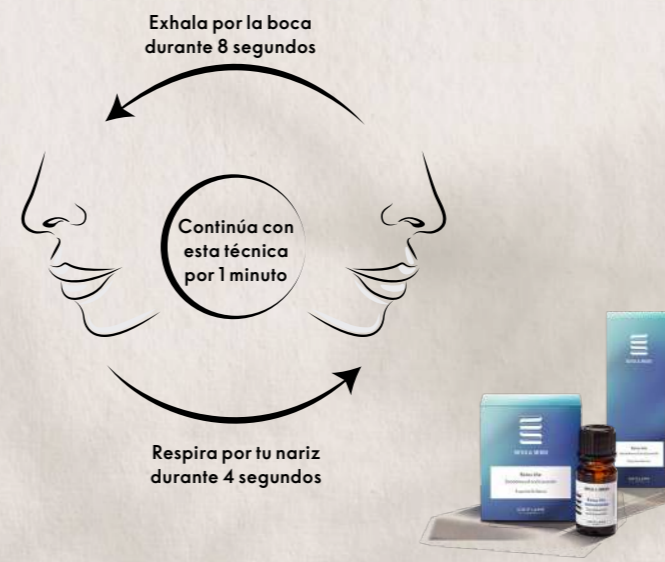 Exhala por la boca
durante 8 segundos
Continúa con
esta técnica
por 1 minuto
Respira por tu nariz
durante 4 segundos